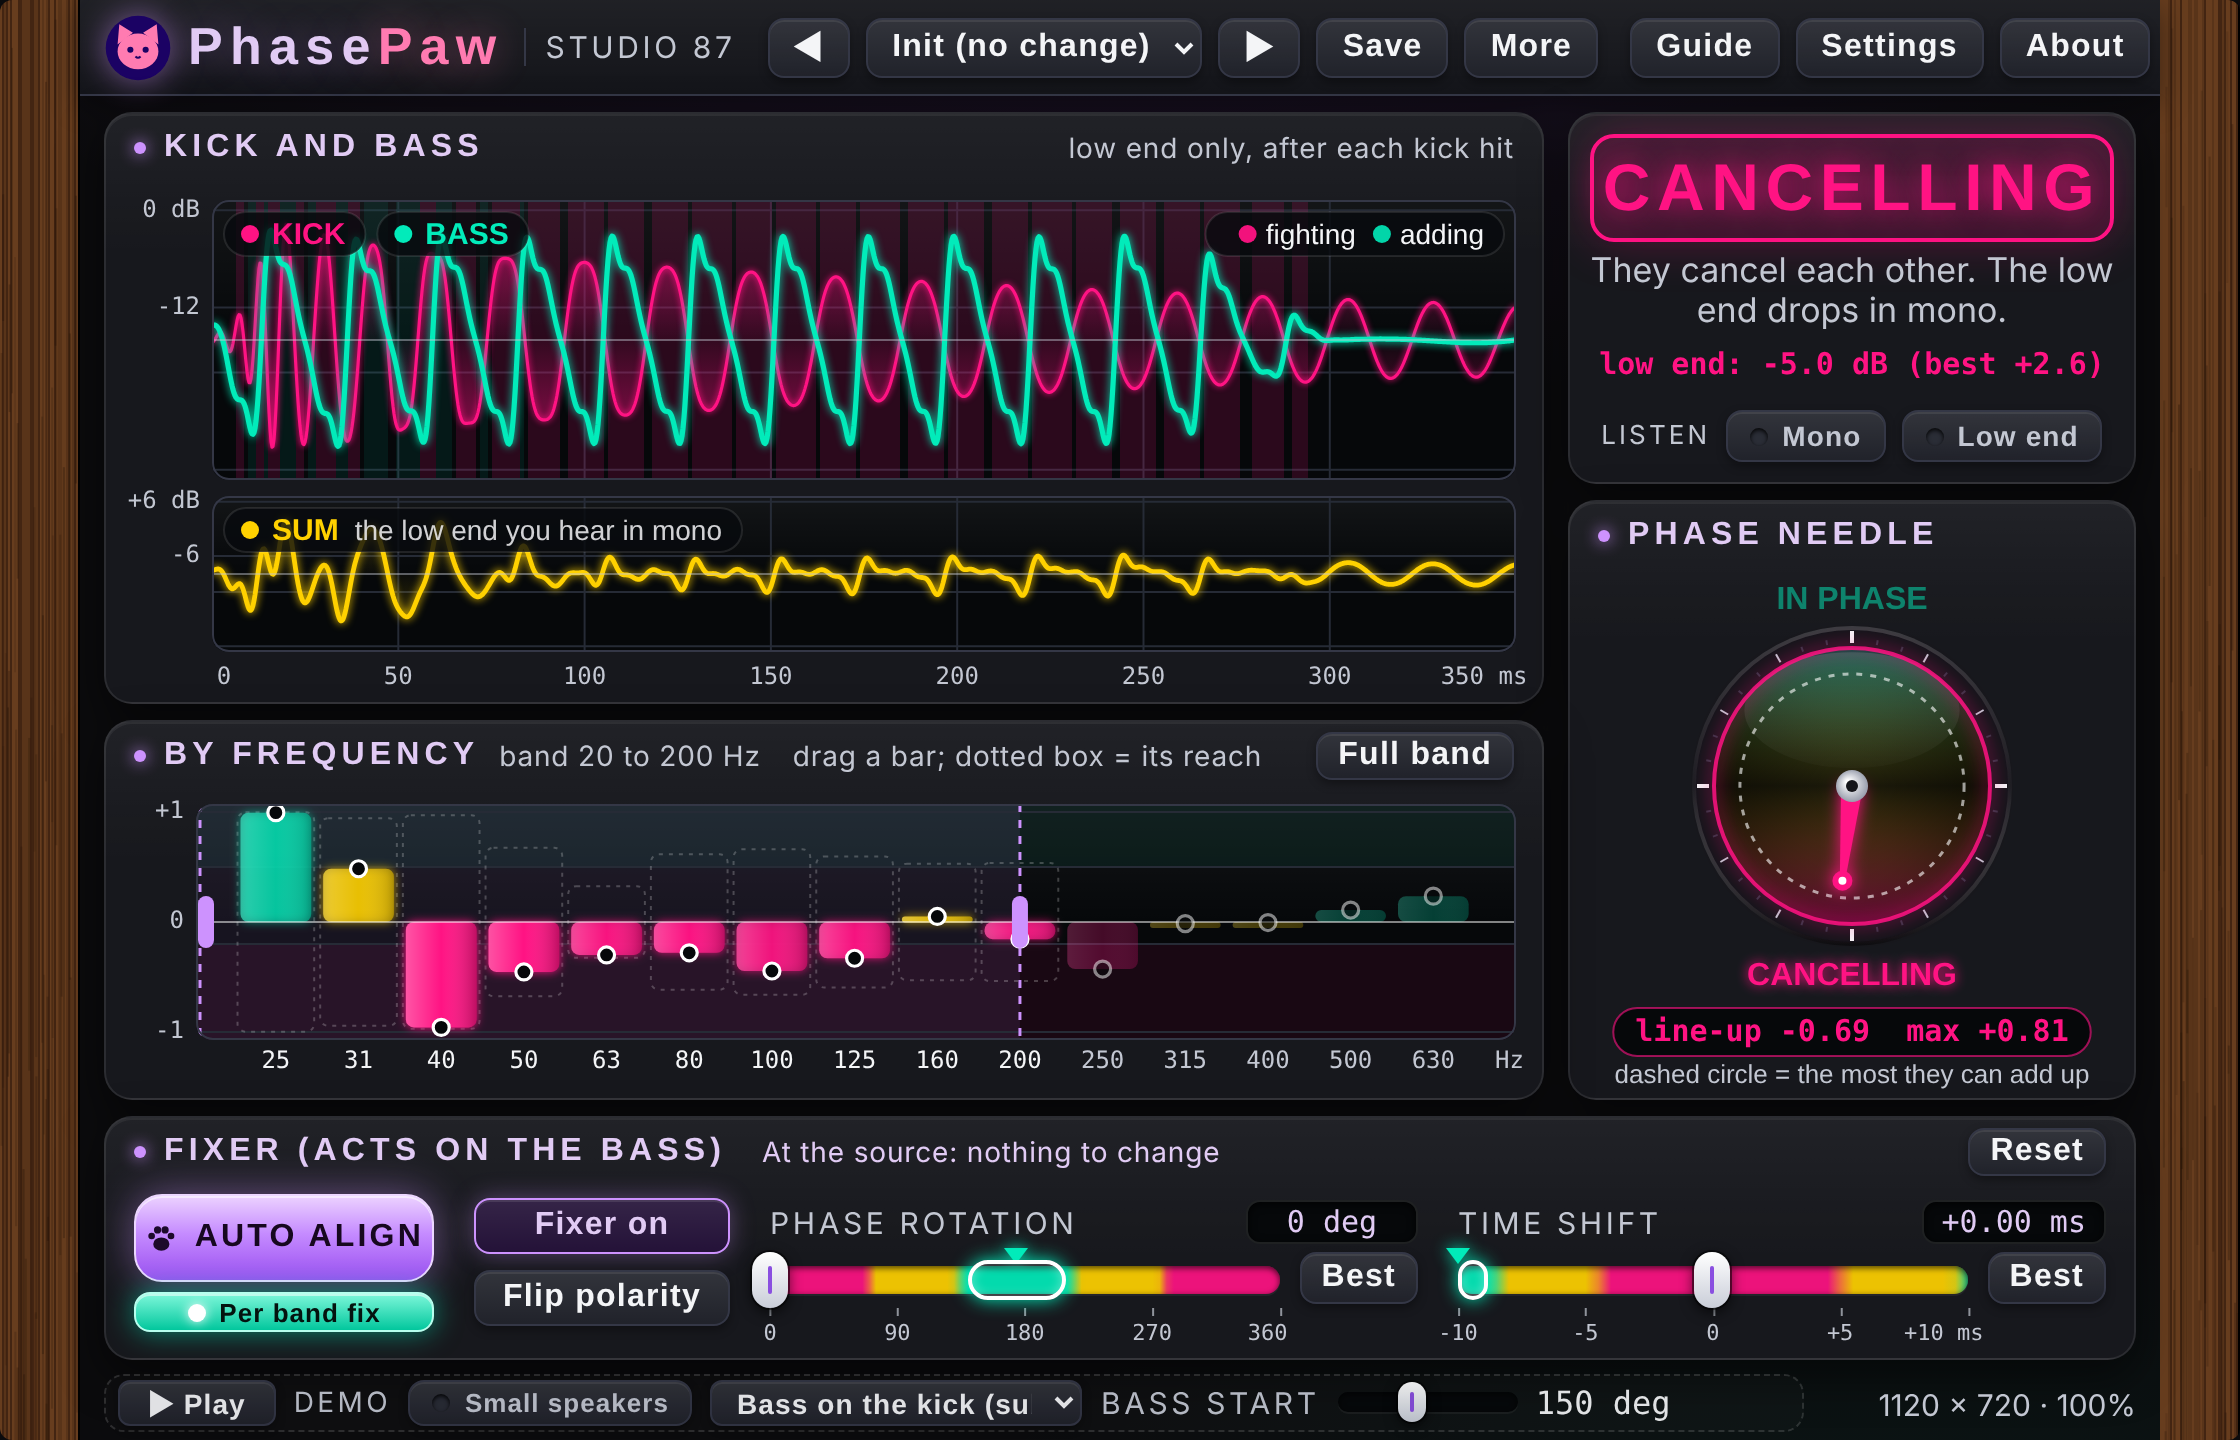 PhasePaw STUDIO 87 Init (no change) Save More Guide Settings About
KICK AND BASS low end only, after each kick hit
0 dB
KICK BASS fighting adding
-12
+6 dB
SUM the low end you hear in mono
-6
0 50 100 150 200 250 300 350 ms
CANCELLING
They cancel each other. The low
end drops in mono.
low end: -5.0 dB (best +2.6)
LISTEN Mono Low end
PHASE NEEDLE
IN PHASE
CANCELLING
line-up -0.69 max +0.81
dashed circle = the most they can add up
BY FREQUENCY band 20 to 200 Hz drag a bar; dotted box = its reach Full band
+1
0
-1
25 31 40 50 63 80 100 125 160 200 250 315 400 500 630 Hz
FIXER (ACTS ON THE BASS) At the source: nothing to change Reset
AUTO ALIGN
Per band fix
Fixer on
Flip polarity
PHASE ROTATION 0 deg
Best
0 90 180 270 360
TIME SHIFT +0.00 ms
Best
-10 -5 0 +5 +10 ms
Play DEMO Small speakers Bass on the kick (su BASS START 150 deg 1120 × 720 · 100%